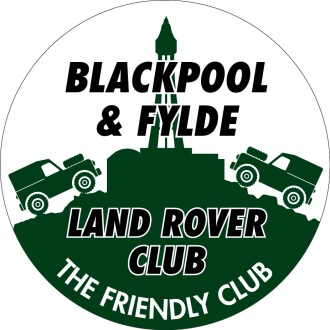 BLACKPOOL
& FYLDE
LAND ROVER
CLUB
THE FRIENDLY CLUB